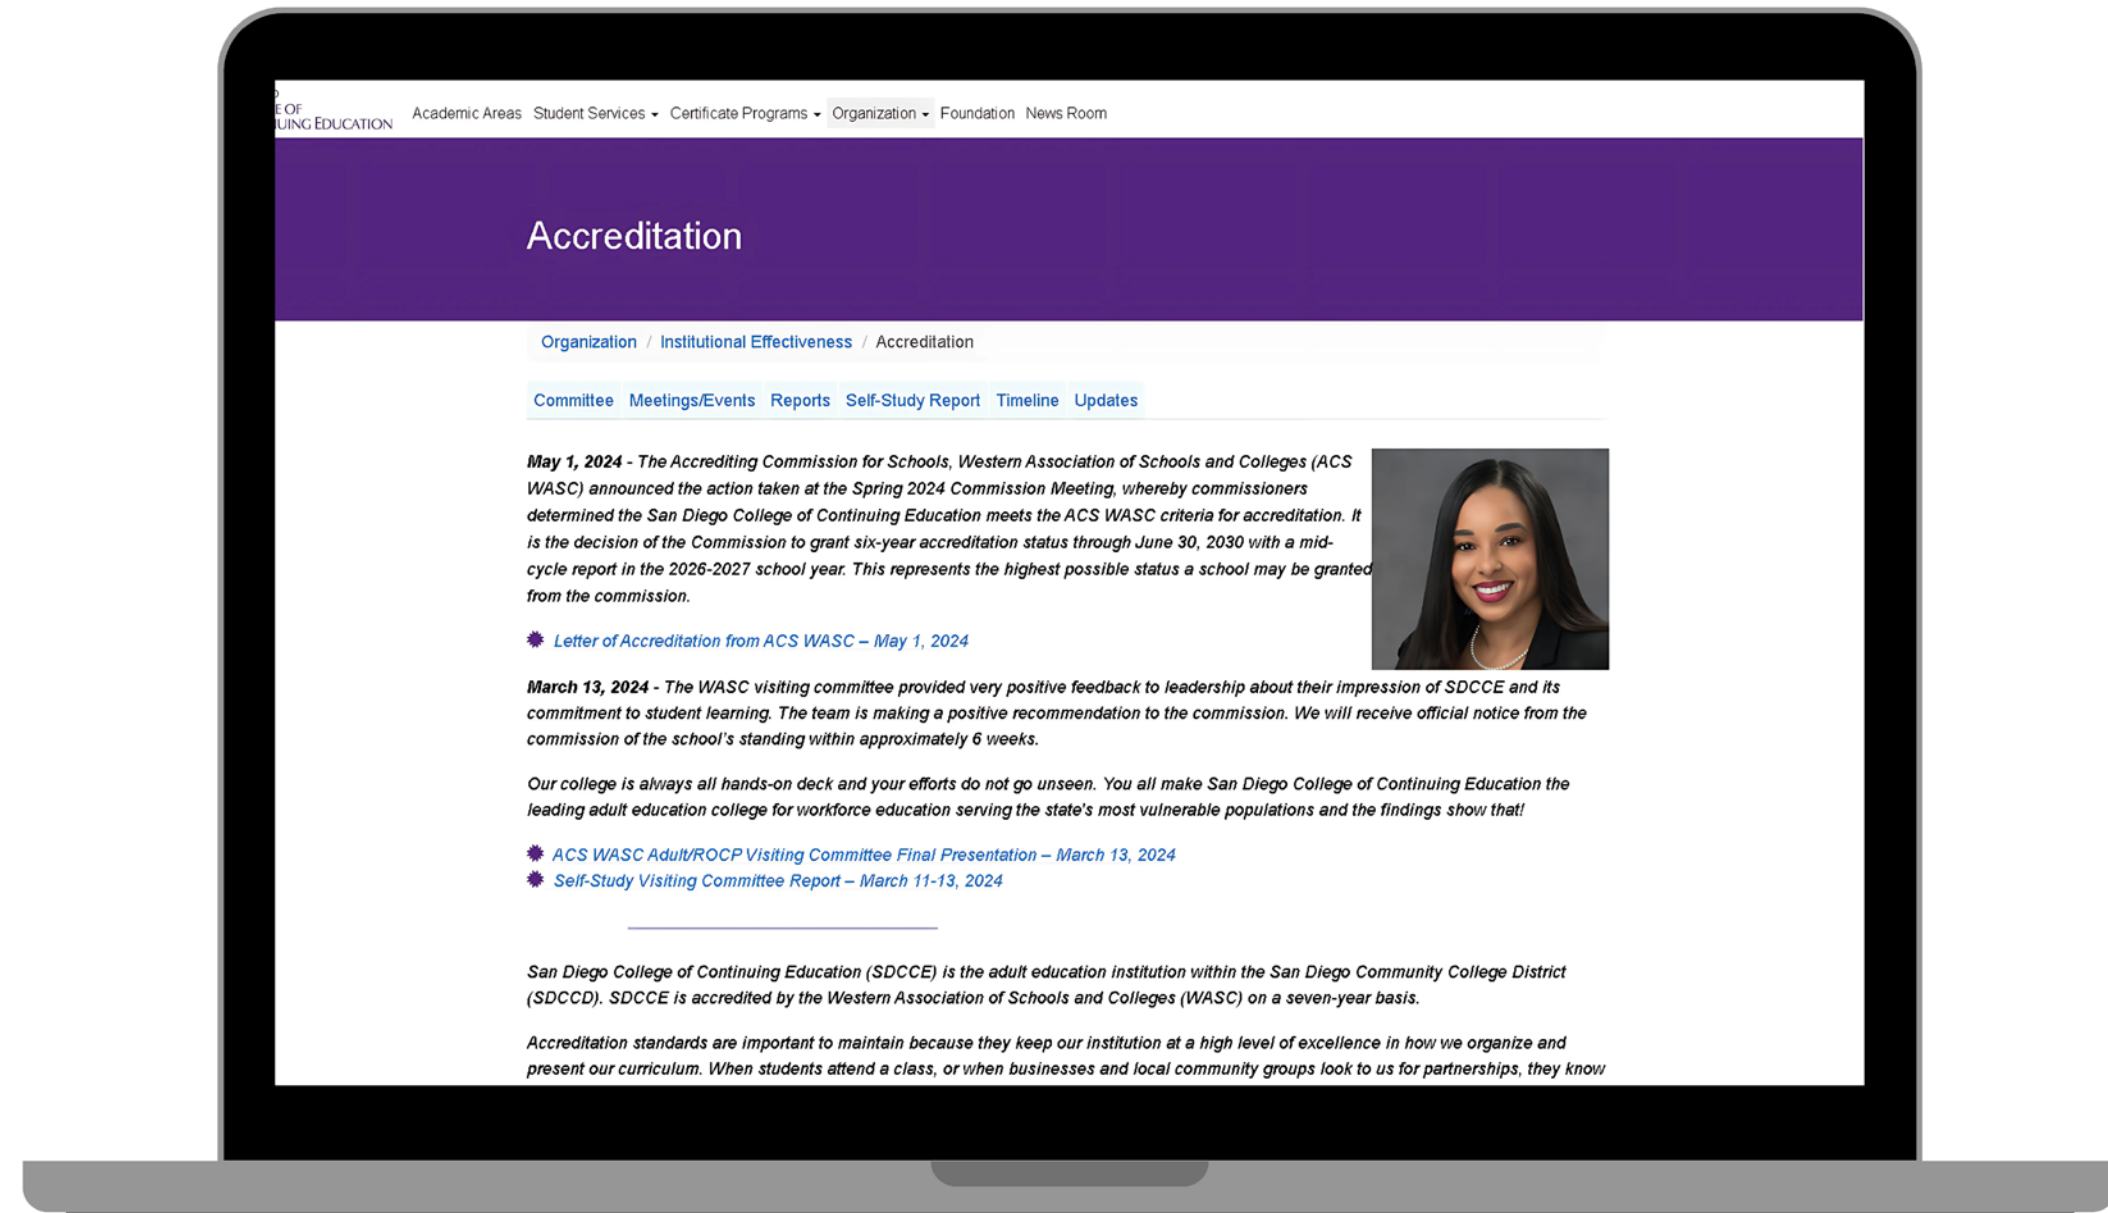 E OF
UING EDUCATION
Academic Areas Student Services Certificate Programs Organization Foundation News Room
Accreditation
Organization / Institutional Effectiveness / Accreditation
Committee Meetings/Events Reports Self-Study Report Timeline Updates
May 1, 2024 - The Accrediting Commission for Schools, Western Association of Schools and Colleges (ACS
WASC) announced the action taken at the Spring 2024 Commission Meeting, whereby commissioners
determined the San Diego College of Continuing Education meets the ACS WASC criteria for accreditation. It
is the decision of the Commission to grant six-year accreditation status through June 30, 2030 with a mid-
cycle report in the 2026-2027 school year. This represents the highest possible status a school may be granted
from the commission.
Letter of Accreditation from ACS WASC – May 1, 2024
March 13, 2024 - The WASC visiting committee provided very positive feedback to leadership about their impression of SDCCE and its
commitment to student learning. The team is making a positive recommendation to the commission. We will receive official notice from the
commission of the school's standing within approximately 6 weeks.
Our college is always all hands-on deck and your efforts do not go unseen. You all make San Diego College of Continuing Education the
leading adult education college for workforce education serving the state's most vulnerable populations and the findings show that!
ACS WASC Adult/ROCP Visiting Committee Final Presentation – March 13, 2024
Self-Study Visiting Committee Report – March 11-13, 2024
San Diego College of Continuing Education (SDCCE) is the adult education institution within the San Diego Community College District
(SDCCD). SDCCE is accredited by the Western Association of Schools and Colleges (WASC) on a seven-year basis.
Accreditation standards are important to maintain because they keep our institution at a high level of excellence in how we organize and
present our curriculum. When students attend a class, or when businesses and local community groups look to us for partnerships, they know